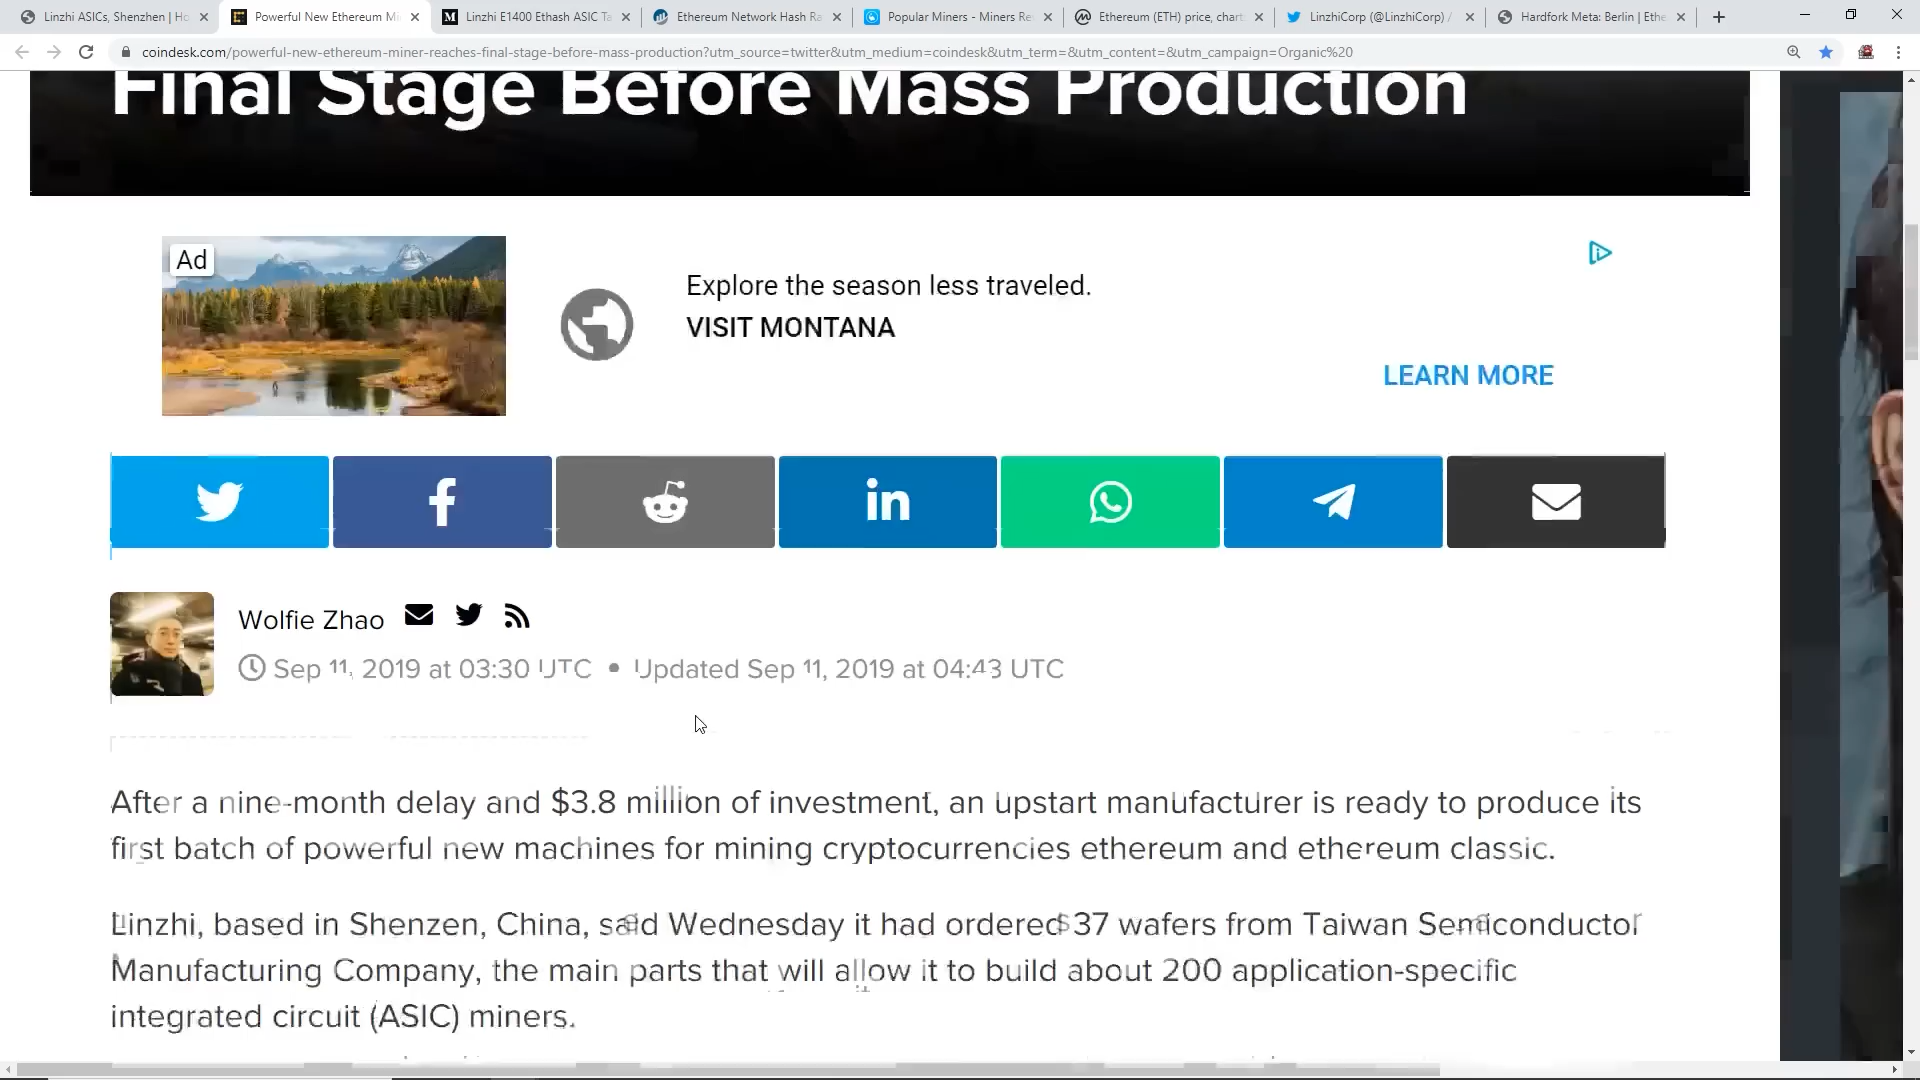 Linzhi ASICs, Shenzhen | Ho
Powerful New Ethereum Mi
Linzhi E1400 Ethash ASIC Ta
Ethereum Network Hash Ra
Popular Miners - Miners Re
Ethereum (ETH) price, chart
LinzhiCorp (@LinzhiCorp) /
Hardfork Meta: Berlin | Ethe
coindesk.com/powerful-new-ethereum-miner-reaches-final-stage-before-mass-production?utm_source=twitter&utm_medium=coindesk&utm_term=&utm_content=&utm_campaign=Organic%20
Final Stage Before Mass Production
Ad
Explore the season less traveled.
VISIT MONTANA
LEARN MORE
Wolfie Zhao
Sep 11, 2019 at 03:30 UTC • Updated Sep 11, 2019 at 04:43 UTC
After a nine-month delay and $3.8 million of investment, an upstart manufacturer is ready to produce its
first batch of powerful new machines for mining cryptocurrencies ethereum and ethereum classic.
Linzhi, based in Shenzen, China, said Wednesday it had ordered 37 wafers from Taiwan Semiconductor
Manufacturing Company, the main parts that will allow it to build about 200 application-specific
integrated circuit (ASIC) miners.